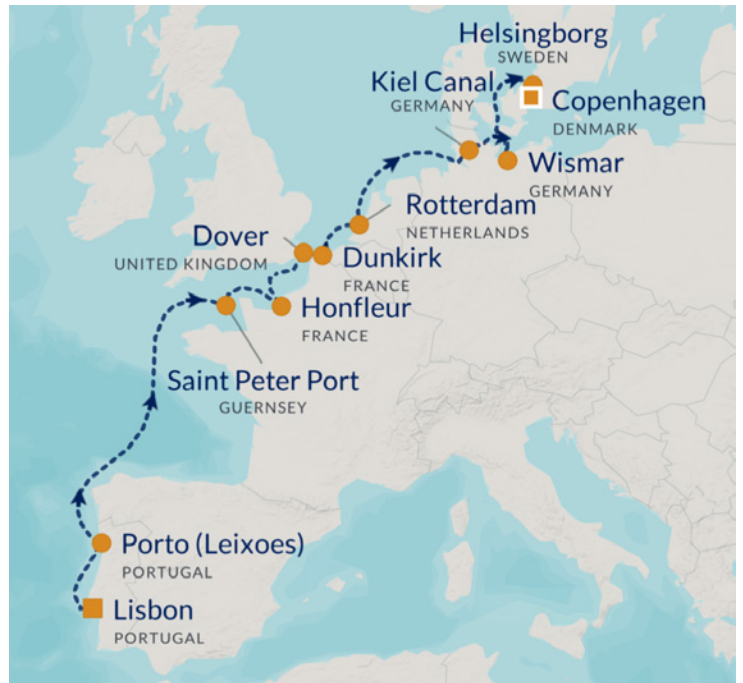 Helsingborg
SWEDEN
Kiel Canal
GERMANY
Copenhagen
DENMARK
Wismar
GERMANY
Rotterdam
NETHERLANDS
Dover
UNITED KINGDOM
Dunkirk
FRANCE
Honfleur
FRANCE
Saint Peter Port
GUERNSEY
Porto (Leixoes)
PORTUGAL
Lisbon
PORTUGAL